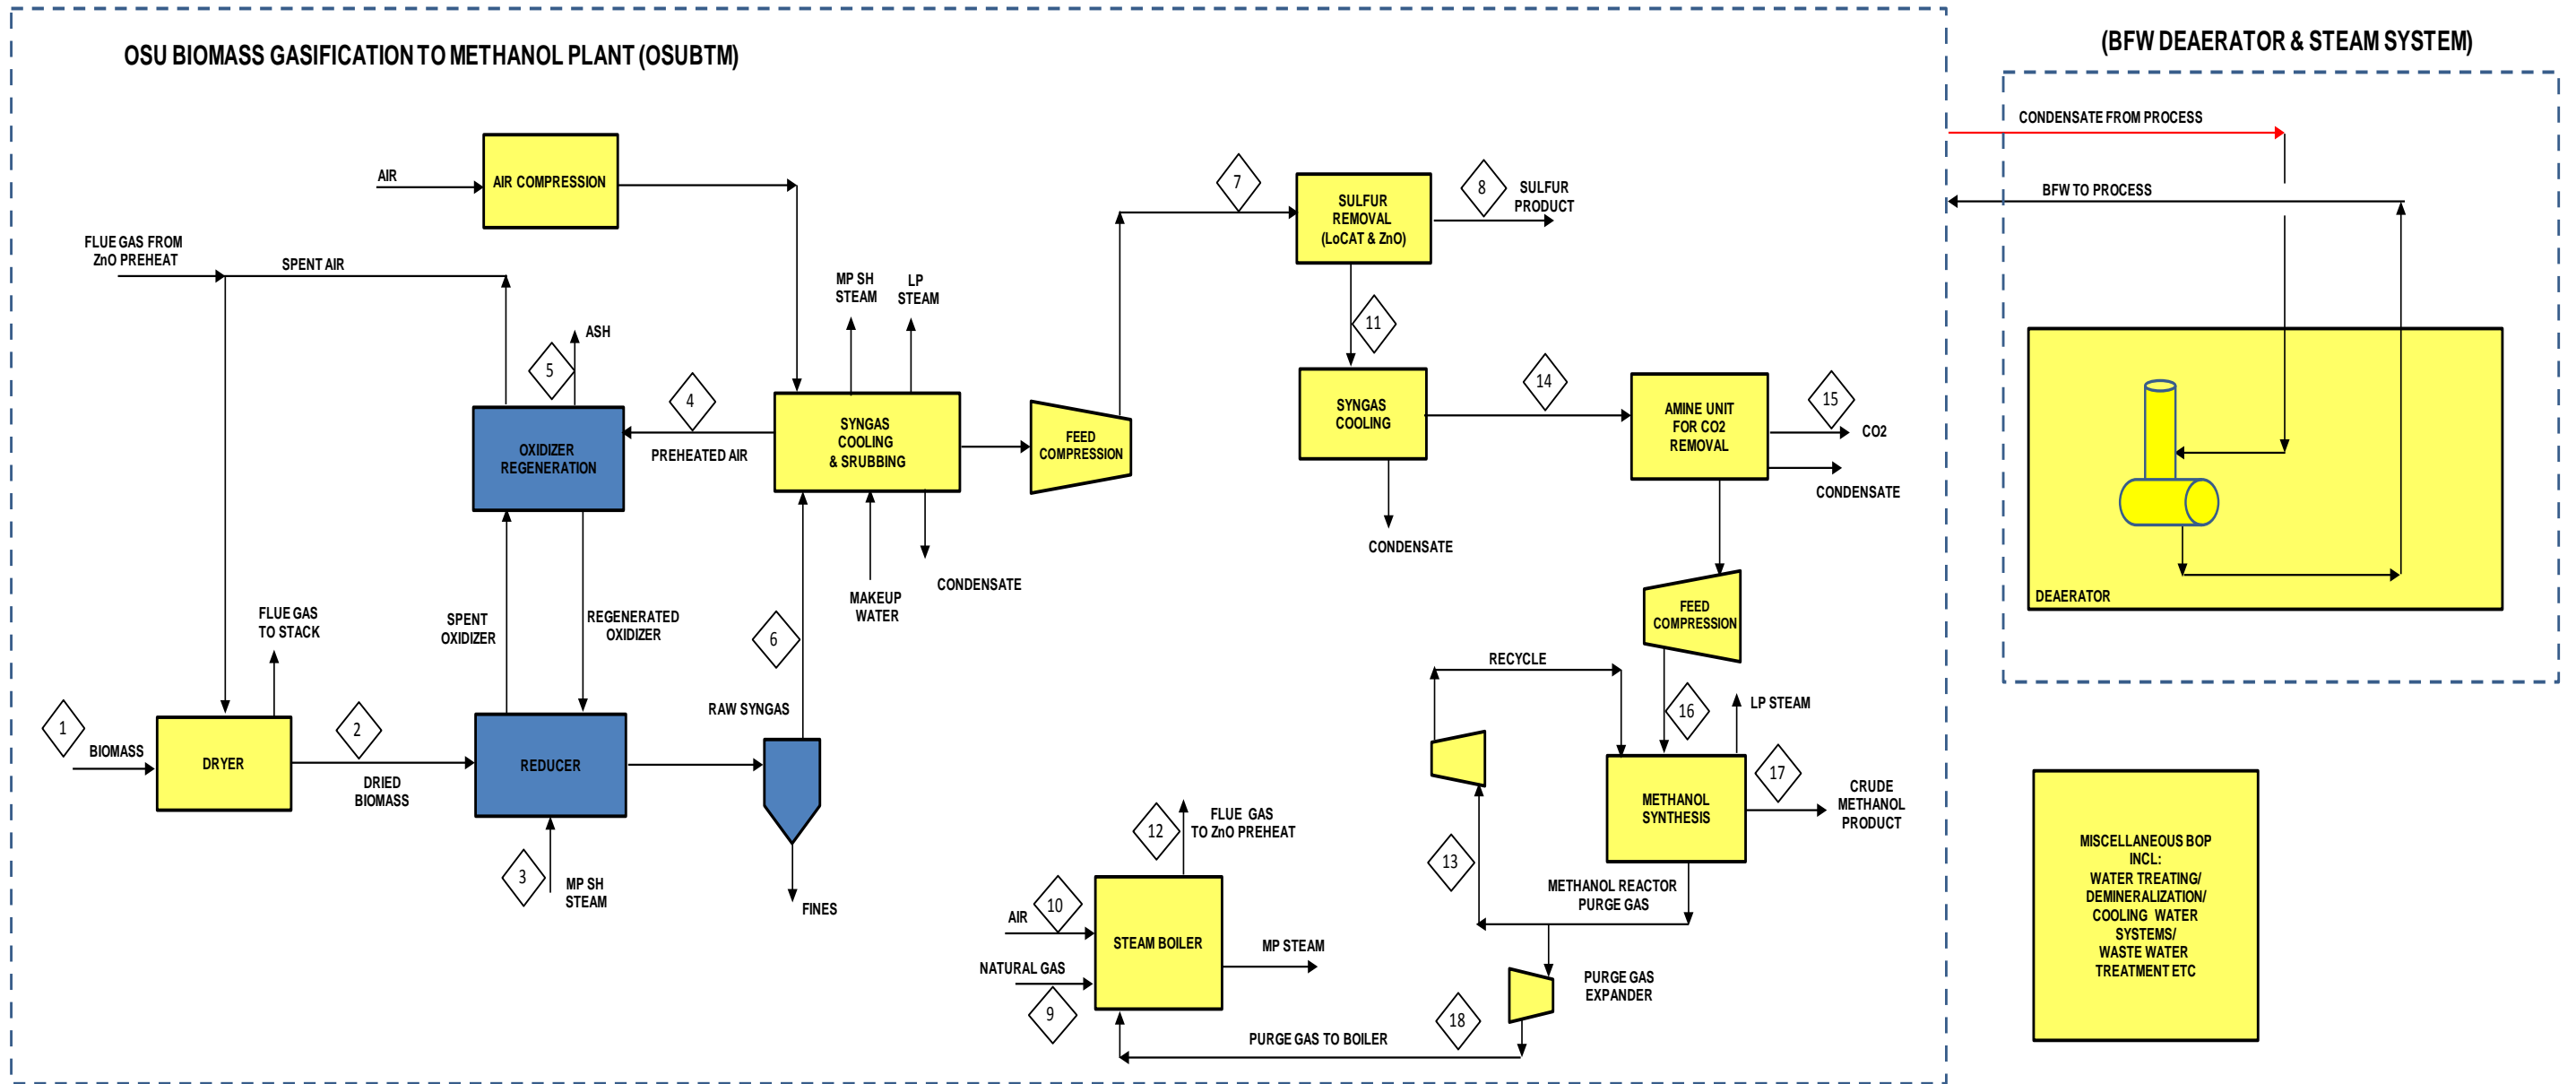 OSU BIOMASS GASIFICATION TO METHANOL PLANT (OSUBTM)
(BFW DEAERATOR & STEAM SYSTEM)
AIR
AIR COMPRESSION
FLUE GAS FROM
ZnO PREHEAT
SPENT AIR
ASH
5
4
PREHEATED AIR
OXIDIZER
REGENERATION
MP SH
STEAM
LP
STEAM
SYNGAS
COOLING
& SRUBBING
FEED
COMPRESSION
MAKEUP
WATER
CONDENSATE
7
SULFUR
REMOVAL
(LoCAT & ZnO)
8
SULFUR
PRODUCT
11
SYNGAS
COOLING
CONDENSATE
14
AMINE UNIT
FOR CO2
REMOVAL
15
CO2
CONDENSATE
FEED
COMPRESSION
FLUE GAS
TO STACK
SPENT
OXIDIZER
REGENERATED
OXIDIZER
6
RAW SYNGAS
1
BIOMASS
DRYER
2
DRIED
BIOMASS
REDUCER
3
MP SH
STEAM
FINES
RECYCLE
16
LP STEAM
METHANOL
SYNTHESIS
17
CRUDE
METHANOL
PRODUCT
13
METHANOL REACTOR
PURGE GAS
12
FLUE GAS
TO ZnO PREHEAT
10
AIR
STEAM BOILER
MP STEAM
NATURAL GAS
9
PURGE GAS
EXPANDER
18
PURGE GAS TO BOILER
CONDENSATE FROM PROCESS
BFW TO PROCESS
DEAERATOR
MISCELLANEOUS BOP
INCL:
WATER TREATING/
DEMINERALIZATION/
COOLING WATER
SYSTEMS/
WASTE WATER
TREATMENT ETC